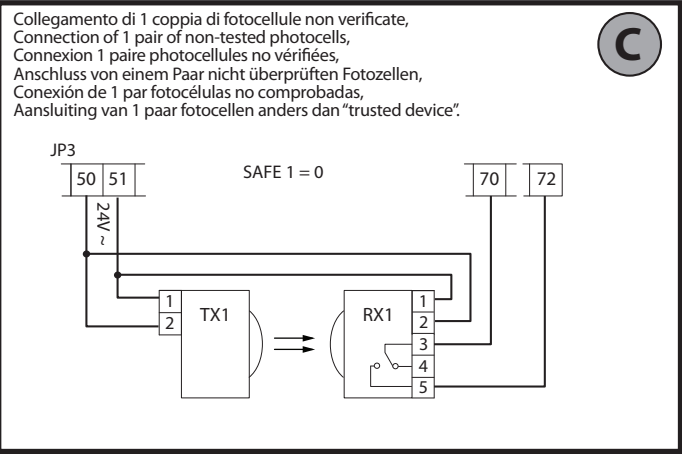 Collegamento di 1 coppia di fotocellule non verificate,
Connection of 1 pair of non-tested photocells,
Connexion 1 paire photocellules no vérifiées,
Anschluss von einem Paar nicht überprüften Fotozellen,
Conexión de 1 par fotocélulas no comprobadas,
Aansluiting van 1 paar fotocellen anders dan “trusted device”.
C
JP3
50 51
SAFE 1 = 0
70 72
24V ~
1
2
TX1
RX1
1
2
3
4
5